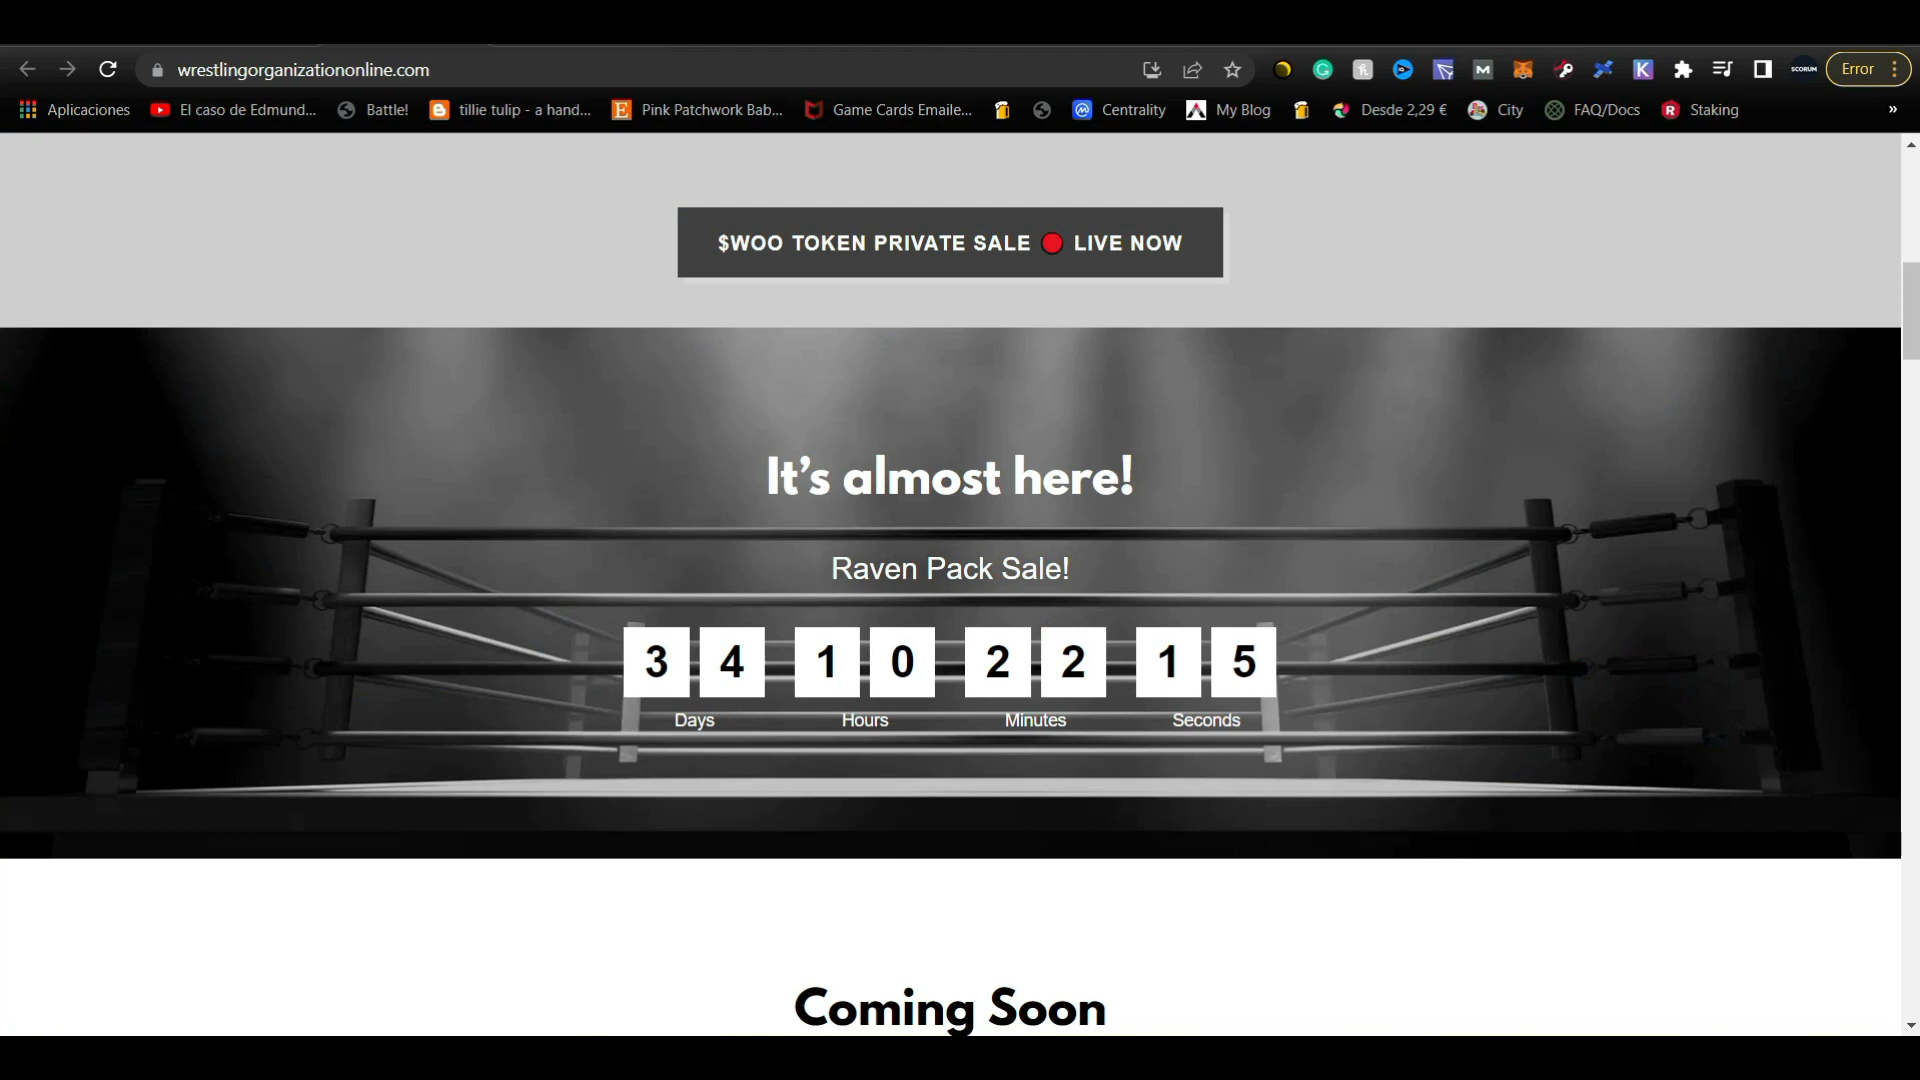 wrestlingorganizationonline.com
SCORUM
Error
Aplicaciones
El caso de Edmund...
Battle!
tillie tulip - a hand...
Pink Patchwork Bab...
Game Cards Emaile...
Centrality
My Blog
Desde 2,29 €
City
FAQ/Docs
Staking
»
$WOO TOKEN PRIVATE SALE 🔴 LIVE NOW
It's almost here!
Raven Pack Sale!
3 4 1 0 2 2 1 5
Days Hours Minutes Seconds
Coming Soon